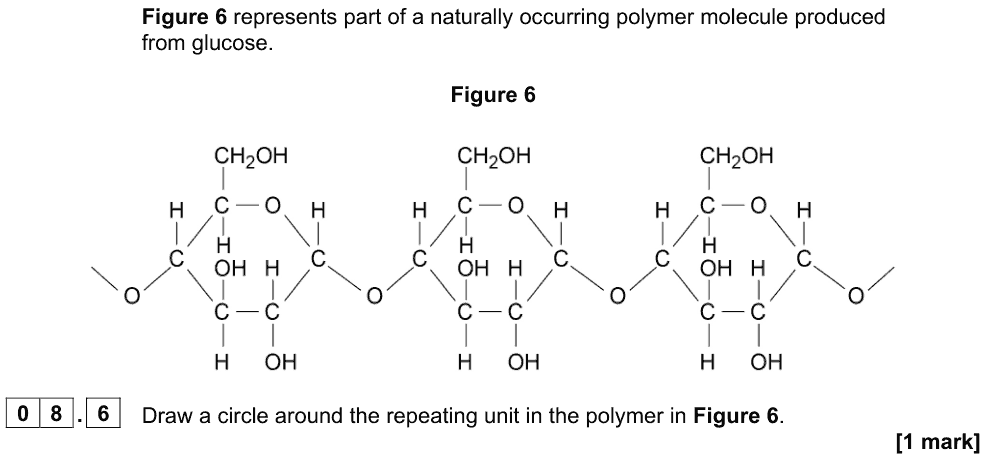 Figure 6 represents part of a naturally occurring polymer molecule produced
from glucose.
Figure 6
CH₂OH CH₂OH CH₂OH
H C O H H C O H H C O H
H H H
C OH H C C OH H C C OH H C
O O O O
C C C C C C
H OH H OH H OH
0 8 . 6 Draw a circle around the repeating unit in the polymer in Figure 6.
[1 mark]